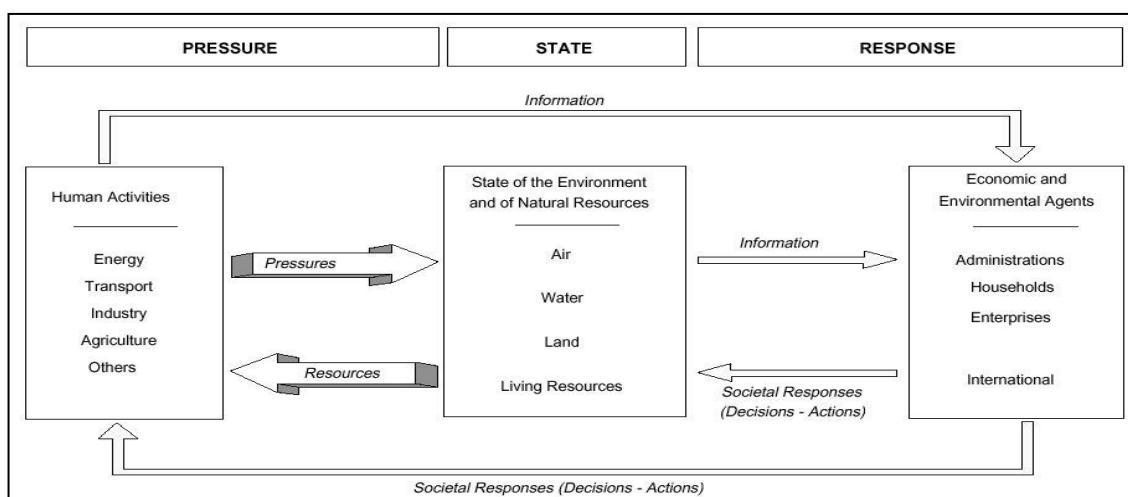 PRESSURE
STATE
RESPONSE
Information
Human Activities
Energy
Transport
Industry
Agriculture
Others
Pressures
Resources
State of the Environment
and of Natural Resources
Air
Water
Land
Living Resources
Information
Societal Responses
(Decisions - Actions)
Economic and
Environmental Agents
Administrations
Households
Enterprises
International
Societal Responses (Decisions - Actions)